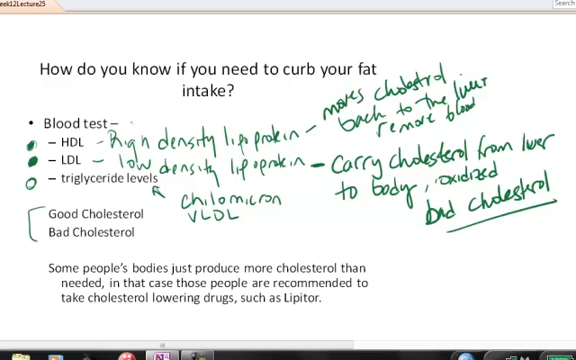 eek12Lecture25
Search
How do you know if you need to curb your fat
intake?
• Blood test–
– HDL – High density lipoprotein – moves cholestrol
back to the liver
remore blood
– LDL – low density lipoprotein – Carry cholesterol from liver
to body, oxidized
bad cholesterol
– triglyceride levels
chilomicron
VLDL
Good Cholesterol
Bad Cholesterol
Some people's bodies just produce more cholesterol than
needed, in that case those people are recommended to
take cholesterol lowering drugs, such as Lipitor.